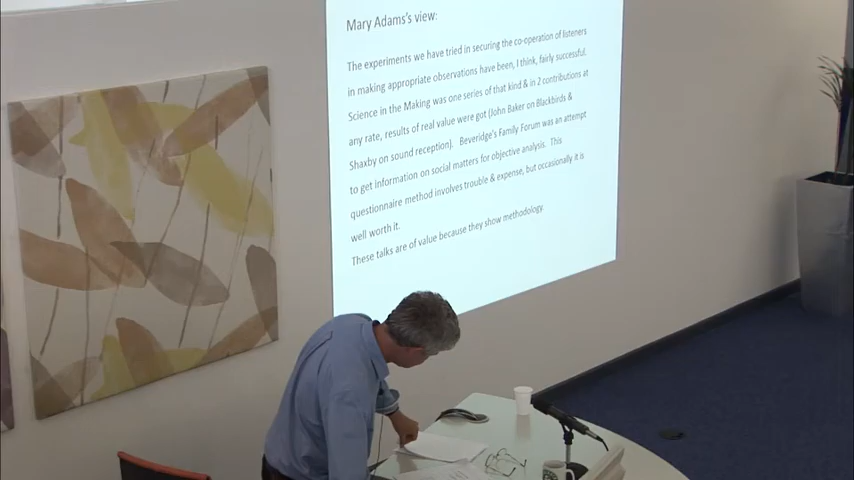 Mary Adams's view:
The experiments we have tried in securing the co-operation of listeners
in making appropriate observations have been, I think, fairly successful.
Science in the Making was one series of that kind & in 2 contributions at
any rate, results of real value were got (John Baker on Blackbirds &
Shaxby on sound reception). Beveridge's Family Forum was an attempt
to get information on social matters for objective analysis. This
questionnaire method involves trouble & expense, but occasionally it is
well worth it.
These talks are of value because they show methodology.